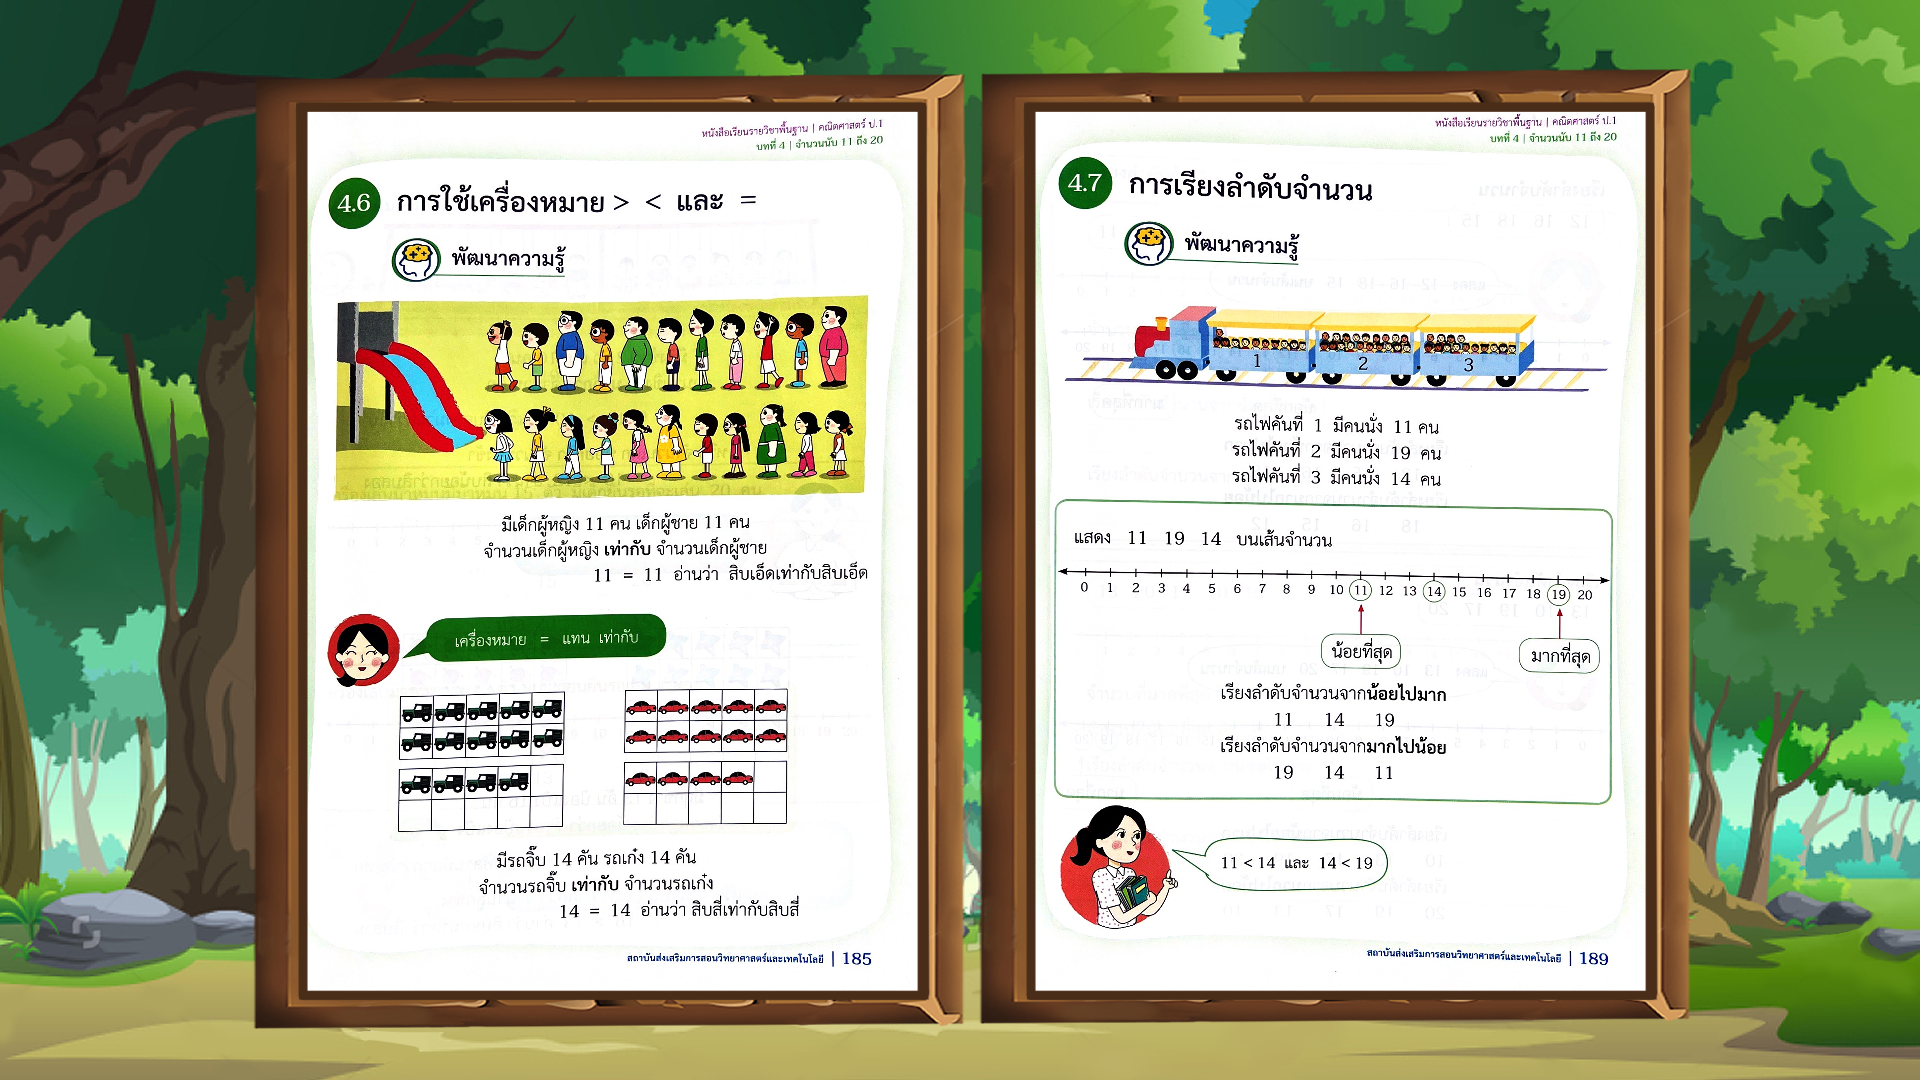 หนังสือเรียนรายวิชาพื้นฐาน | คณิตศาสตร์ ป.1
บทที่ 4 | จำนวนนับ 11 ถึง 20
4.6 การใช้เครื่องหมาย > < และ =
พัฒนาความรู้
มีเด็กผู้หญิง 11 คน เด็กผู้ชาย 11 คน
จำนวนเด็กผู้หญิง เท่ากับ จำนวนเด็กผู้ชาย
11 = 11 อ่านว่า สิบเอ็ดเท่ากับสิบเอ็ด
เครื่องหมาย = แทน เท่ากับ
มีรถจิ๊บ 14 คัน รถเก๋ง 14 คัน
จำนวนรถจิ๊บ เท่ากับ จำนวนรถเก๋ง
14 = 14 อ่านว่า สิบสี่เท่ากับสิบสี่
สถาบันส่งเสริมการสอนวิทยาศาสตร์และเทคโนโลยี | 185
หนังสือเรียนรายวิชาพื้นฐาน | คณิตศาสตร์ ป.1
บทที่ 4 | จำนวนนับ 11 ถึง 20
4.7 การเรียงลำดับจำนวน
พัฒนาความรู้
1 2 3
รถไฟคันที่ 1 มีคนนั่ง 11 คน
รถไฟคันที่ 2 มีคนนั่ง 19 คน
รถไฟคันที่ 3 มีคนนั่ง 14 คน
แสดง 11 19 14 บนเส้นจำนวน
0 1 2 3 4 5 6 7 8 9 10 11 12 13 14 15 16 17 18 19 20
น้อยที่สุด มากที่สุด
เรียงลำดับจำนวนจากน้อยไปมาก
11 14 19
เรียงลำดับจำนวนจากมากไปน้อย
19 14 11
11 < 14 และ 14 < 19
สถาบันส่งเสริมการสอนวิทยาศาสตร์และเทคโนโลยี | 189